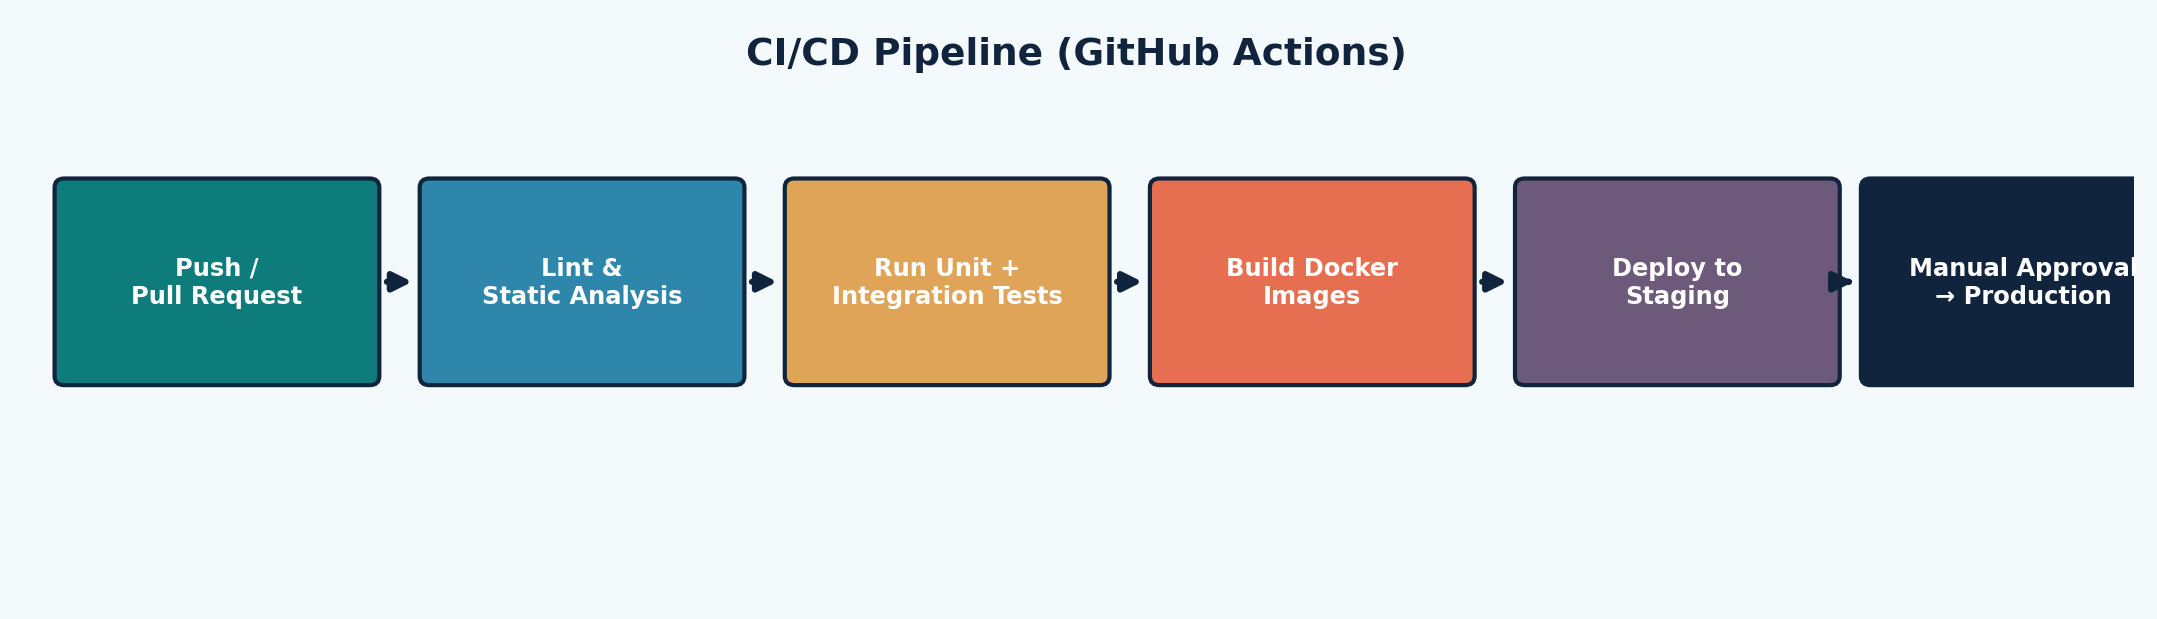 CI/CD Pipeline (GitHub Actions)
Push /
Pull Request
Lint &
Static Analysis
Run Unit +
Integration Tests
Build Docker
Images
Deploy to
Staging
Manual Approval
→ Production